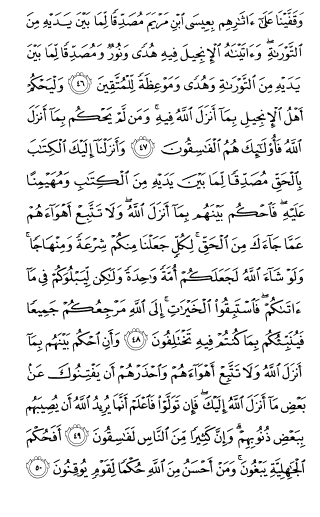 وَقَفَّيْنَا عَلَىٰٓ ءَاثَٰرِهِم بِعِيسَى ٱبْنِ مَرْيَمَ مُصَدِّقًا لِّمَا بَيْنَ يَدَيْهِ مِنَ
ٱلتَّوْرَىٰةِ ۖ وَءَاتَيْنَٰهُ ٱلْإِنجِيلَ فِيهِ هُدًى وَنُورٌ وَمُصَدِّقًا لِّمَا بَيْنَ
يَدَيْهِ مِنَ ٱلتَّوْرَىٰةِ وَهُدًى وَمَوْعِظَةً لِّلْمُتَّقِينَ ٤٦ وَلْيَحْكُمْ
أَهْلُ ٱلْإِنجِيلِ بِمَآ أَنزَلَ ٱللَّهُ فِيهِ ۚ وَمَن لَّمْ يَحْكُم بِمَآ أَنزَلَ
ٱللَّهُ فَأُو۟لَٰٓئِكَ هُمُ ٱلْفَٰسِقُونَ ٤٧ وَأَنزَلْنَآ إِلَيْكَ ٱلْكِتَٰبَ
بِٱلْحَقِّ مُصَدِّقًا لِّمَا بَيْنَ يَدَيْهِ مِنَ ٱلْكِتَٰبِ وَمُهَيْمِنًا
عَلَيْهِ ۖ فَٱحْكُم بَيْنَهُم بِمَآ أَنزَلَ ٱللَّهُ ۖ وَلَا تَتَّبِعْ أَهْوَآءَهُمْ
عَمَّا جَآءَكَ مِنَ ٱلْحَقِّ ۚ لِكُلٍّ جَعَلْنَا مِنكُمْ شِرْعَةً وَمِنْهَاجًا ۚ
وَلَوْ شَآءَ ٱللَّهُ لَجَعَلَكُمْ أُمَّةً وَٰحِدَةً وَلَٰكِن لِّيَبْلُوَكُمْ فِى مَآ
ءَاتَىٰكُمْ ۖ فَٱسْتَبِقُوا۟ ٱلْخَيْرَٰتِ ۚ إِلَى ٱللَّهِ مَرْجِعُكُمْ جَمِيعًا
فَيُنَبِّئُكُم بِمَا كُنتُمْ فِيهِ تَخْتَلِفُونَ ٤٨ وَأَنِ ٱحْكُم بَيْنَهُم بِمَآ
أَنزَلَ ٱللَّهُ وَلَا تَتَّبِعْ أَهْوَآءَهُمْ وَٱحْذَرْهُمْ أَن يَفْتِنُوكَ عَنۢ
بَعْضِ مَآ أَنزَلَ ٱللَّهُ إِلَيْكَ ۖ فَإِن تَوَلَّوْا۟ فَٱعْلَمْ أَنَّمَا يُرِيدُ ٱللَّهُ أَن يُصِيبَهُم
بِبَعْضِ ذُنُوبِهِمْ ۗ وَإِنَّ كَثِيرًا مِّنَ ٱلنَّاسِ لَفَٰسِقُونَ ٤٩ أَفَحُكْمَ
ٱلْجَٰهِلِيَّةِ يَبْغُونَ ۚ وَمَنْ أَحْسَنُ مِنَ ٱللَّهِ حُكْمًا لِّقَوْمٍ يُوقِنُونَ ٥٠